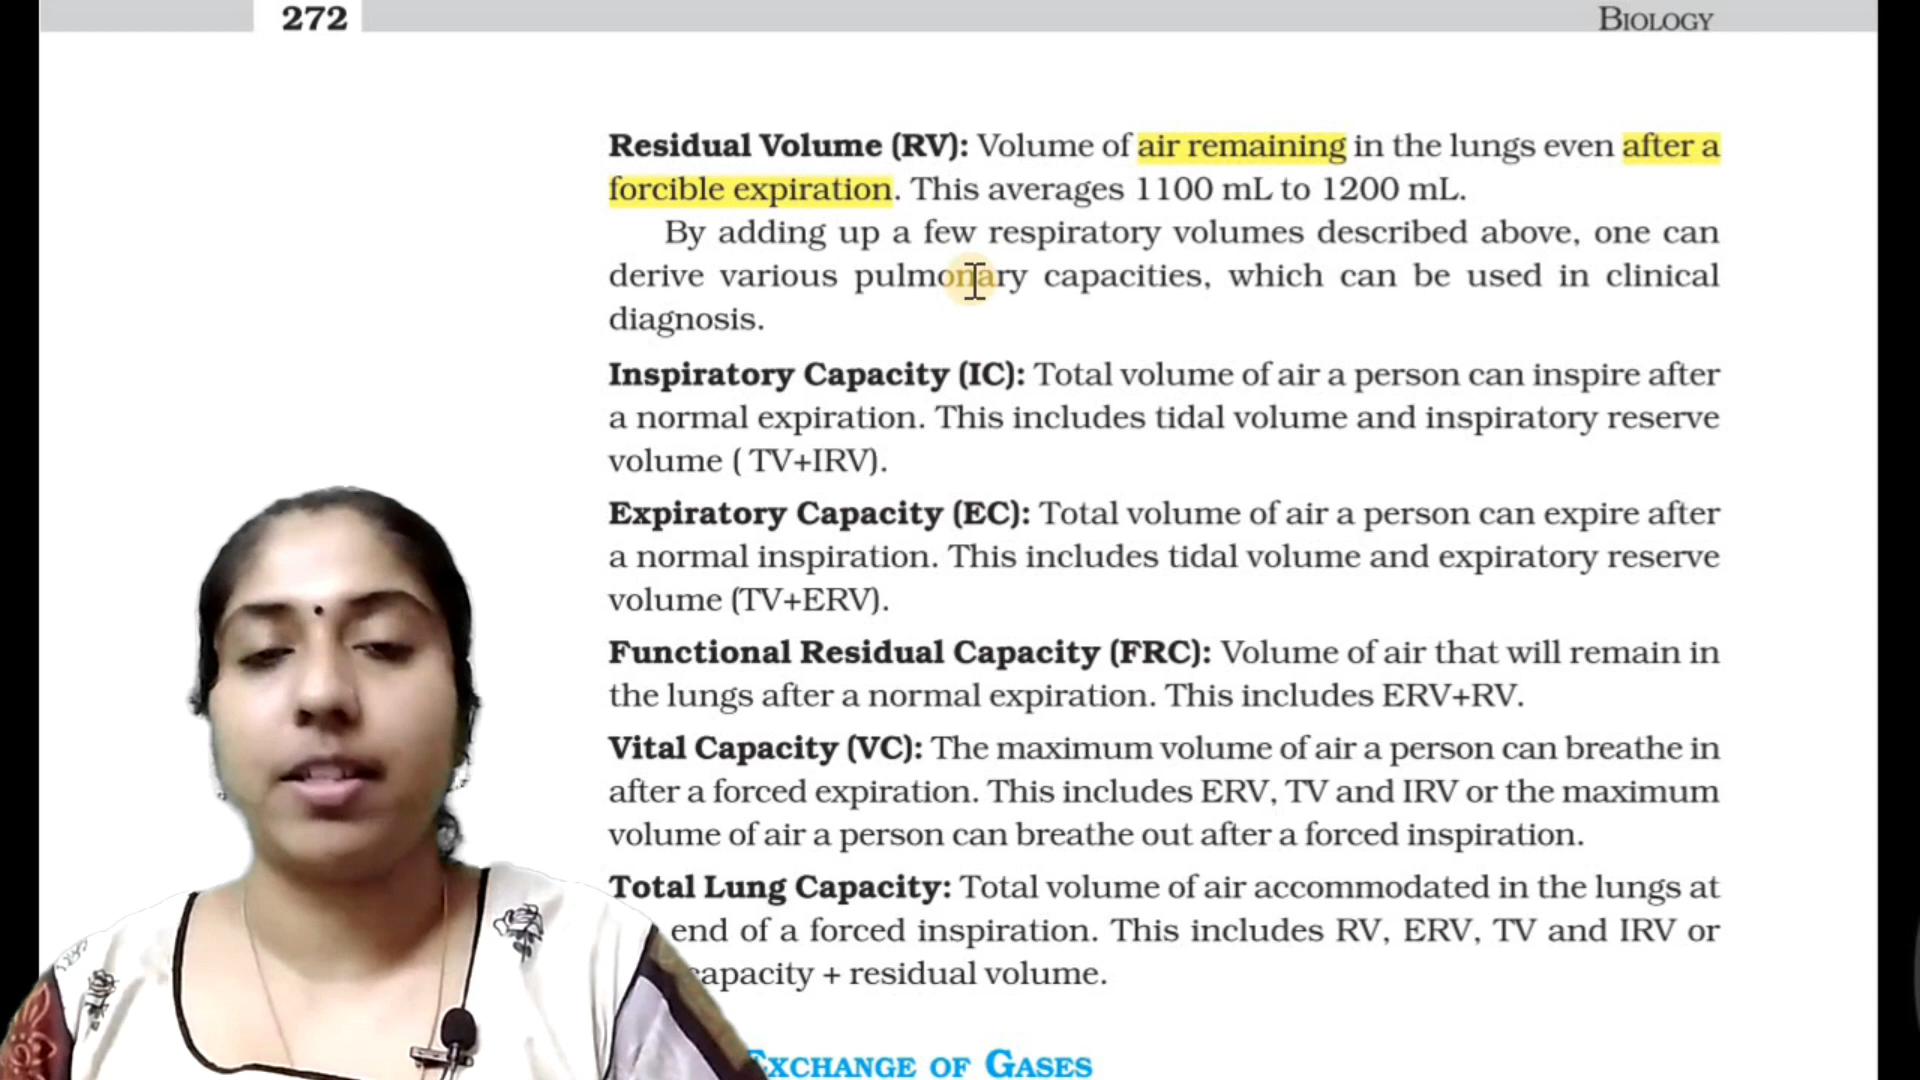 272
BIOLOGY
Residual Volume (RV): Volume of air remaining in the lungs even after a
forcible expiration. This averages 1100 mL to 1200 mL.
By adding up a few respiratory volumes described above, one can
derive various pulmonary capacities, which can be used in clinical
diagnosis.
Inspiratory Capacity (IC): Total volume of air a person can inspire after
a normal expiration. This includes tidal volume and inspiratory reserve
volume ( TV+IRV).
Expiratory Capacity (EC): Total volume of air a person can expire after
a normal inspiration. This includes tidal volume and expiratory reserve
volume (TV+ERV).
Functional Residual Capacity (FRC): Volume of air that will remain in
the lungs after a normal expiration. This includes ERV+RV.
Vital Capacity (VC): The maximum volume of air a person can breathe in
after a forced expiration. This includes ERV, TV and IRV or the maximum
volume of air a person can breathe out after a forced inspiration.
Total Lung Capacity: Total volume of air accommodated in the lungs at
end of a forced inspiration. This includes RV, ERV, TV and IRV or
capacity + residual volume.
EXCHANGE OF GASES